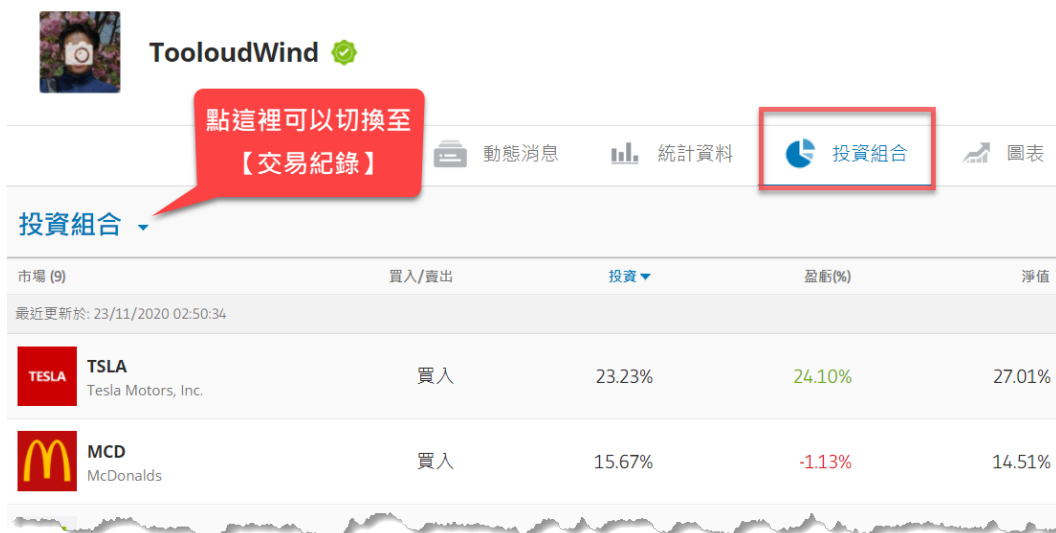 TooloudWind
點這裡可以切換至
【交易紀錄】
動態消息 統計資料 投資組合 圖表
投資組合
市場 (9) 買入/賣出 投資 盈虧(%) 淨值
最近更新於: 23/11/2020 02:50:34
TESLA TSLA 買入 23.23% 24.10% 27.01%
Tesla Motors, Inc.
MCD 買入 15.67% -1.13% 14.51%
McDonalds